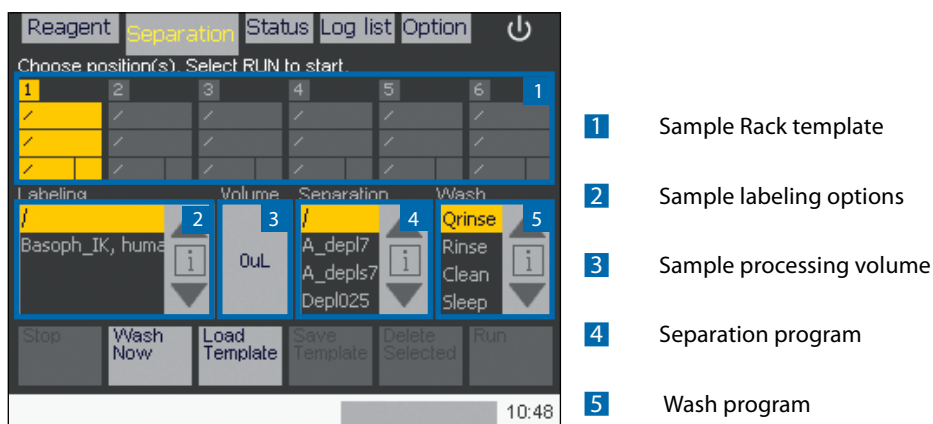 Reagent Separation Status Log list Option
Choose position(s). Select RUN to start.
1 2 3 4 5 6 1
/ / / / / /
/ / / / / /
/ / / / / /
Labeling Volume Separation Wash
/ 2 3 / 4 Qrinse 5
Basoph_IK, huma i 0uL A_depl7 i Rinse i
A_depls7 Clean
Depl025 Sleep
Stop Wash Now Load Template Save Template Delete Selected Run
10:48
1 Sample Rack template
2 Sample labeling options
3 Sample processing volume
4 Separation program
5 Wash program